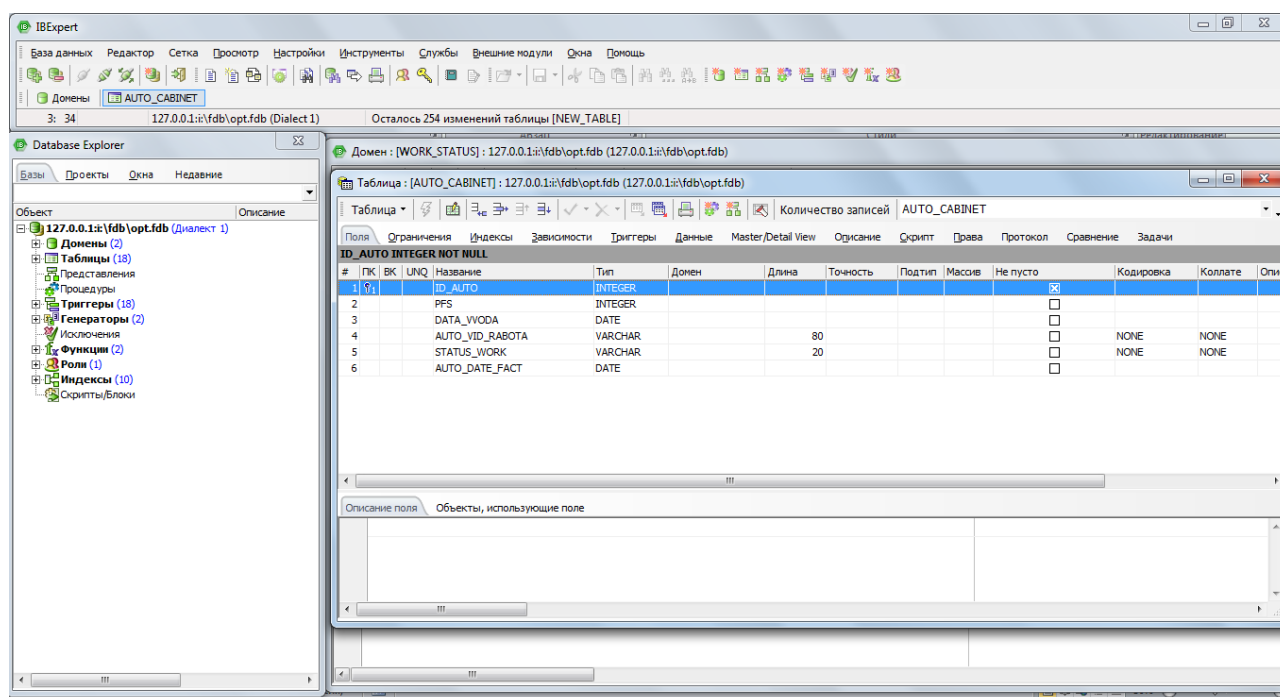 IBExpert
База данных Редактор Сетка Просмотр Настройки Инструменты Службы Внешние модули Окна Помощь
Домены AUTO_CABINET
3: 34 127.0.0.1:i:\fdb\opt.fdb (Dialect 1) Осталось 254 изменений таблицы [NEW_TABLE]
Database Explorer
Базы Проекты Окна Недавние
Объект Описание
127.0.0.1:i:\fdb\opt.fdb (Диалект 1)
Домены (2)
Таблицы (18)
Представления
Процедуры
Триггеры (18)
Генераторы (2)
Исключения
Функции (2)
Роли (1)
Индексы (10)
Скрипты/Блоки
Домен : [WORK_STATUS] : 127.0.0.1:i:\fdb\opt.fdb (127.0.0.1:i:\fdb\opt.fdb)
Таблица : [AUTO_CABINET] : 127.0.0.1:i:\fdb\opt.fdb (127.0.0.1:i:\fdb\opt.fdb)
Таблица Количество записей AUTO_CABINET
Поля Ограничения Индексы Зависимости Триггеры Данные Master/Detail View Описание Скрипт Права Протокол Сравнение Задачи
ID_AUTO INTEGER NOT NULL
# ПК ВК UNQ Название Тип Домен Длина Точность Подтип Массив Не пусто Кодировка Коллате Опи
1 1 ID_AUTO INTEGER
2 PFS INTEGER
3 DATA_VVODA DATE
4 AUTO_VID_RABOTA VARCHAR 80 NONE NONE
5 STATUS_WORK VARCHAR 20 NONE NONE
6 AUTO_DATE_FACT DATE
Описание поля Объекты, использующие поле